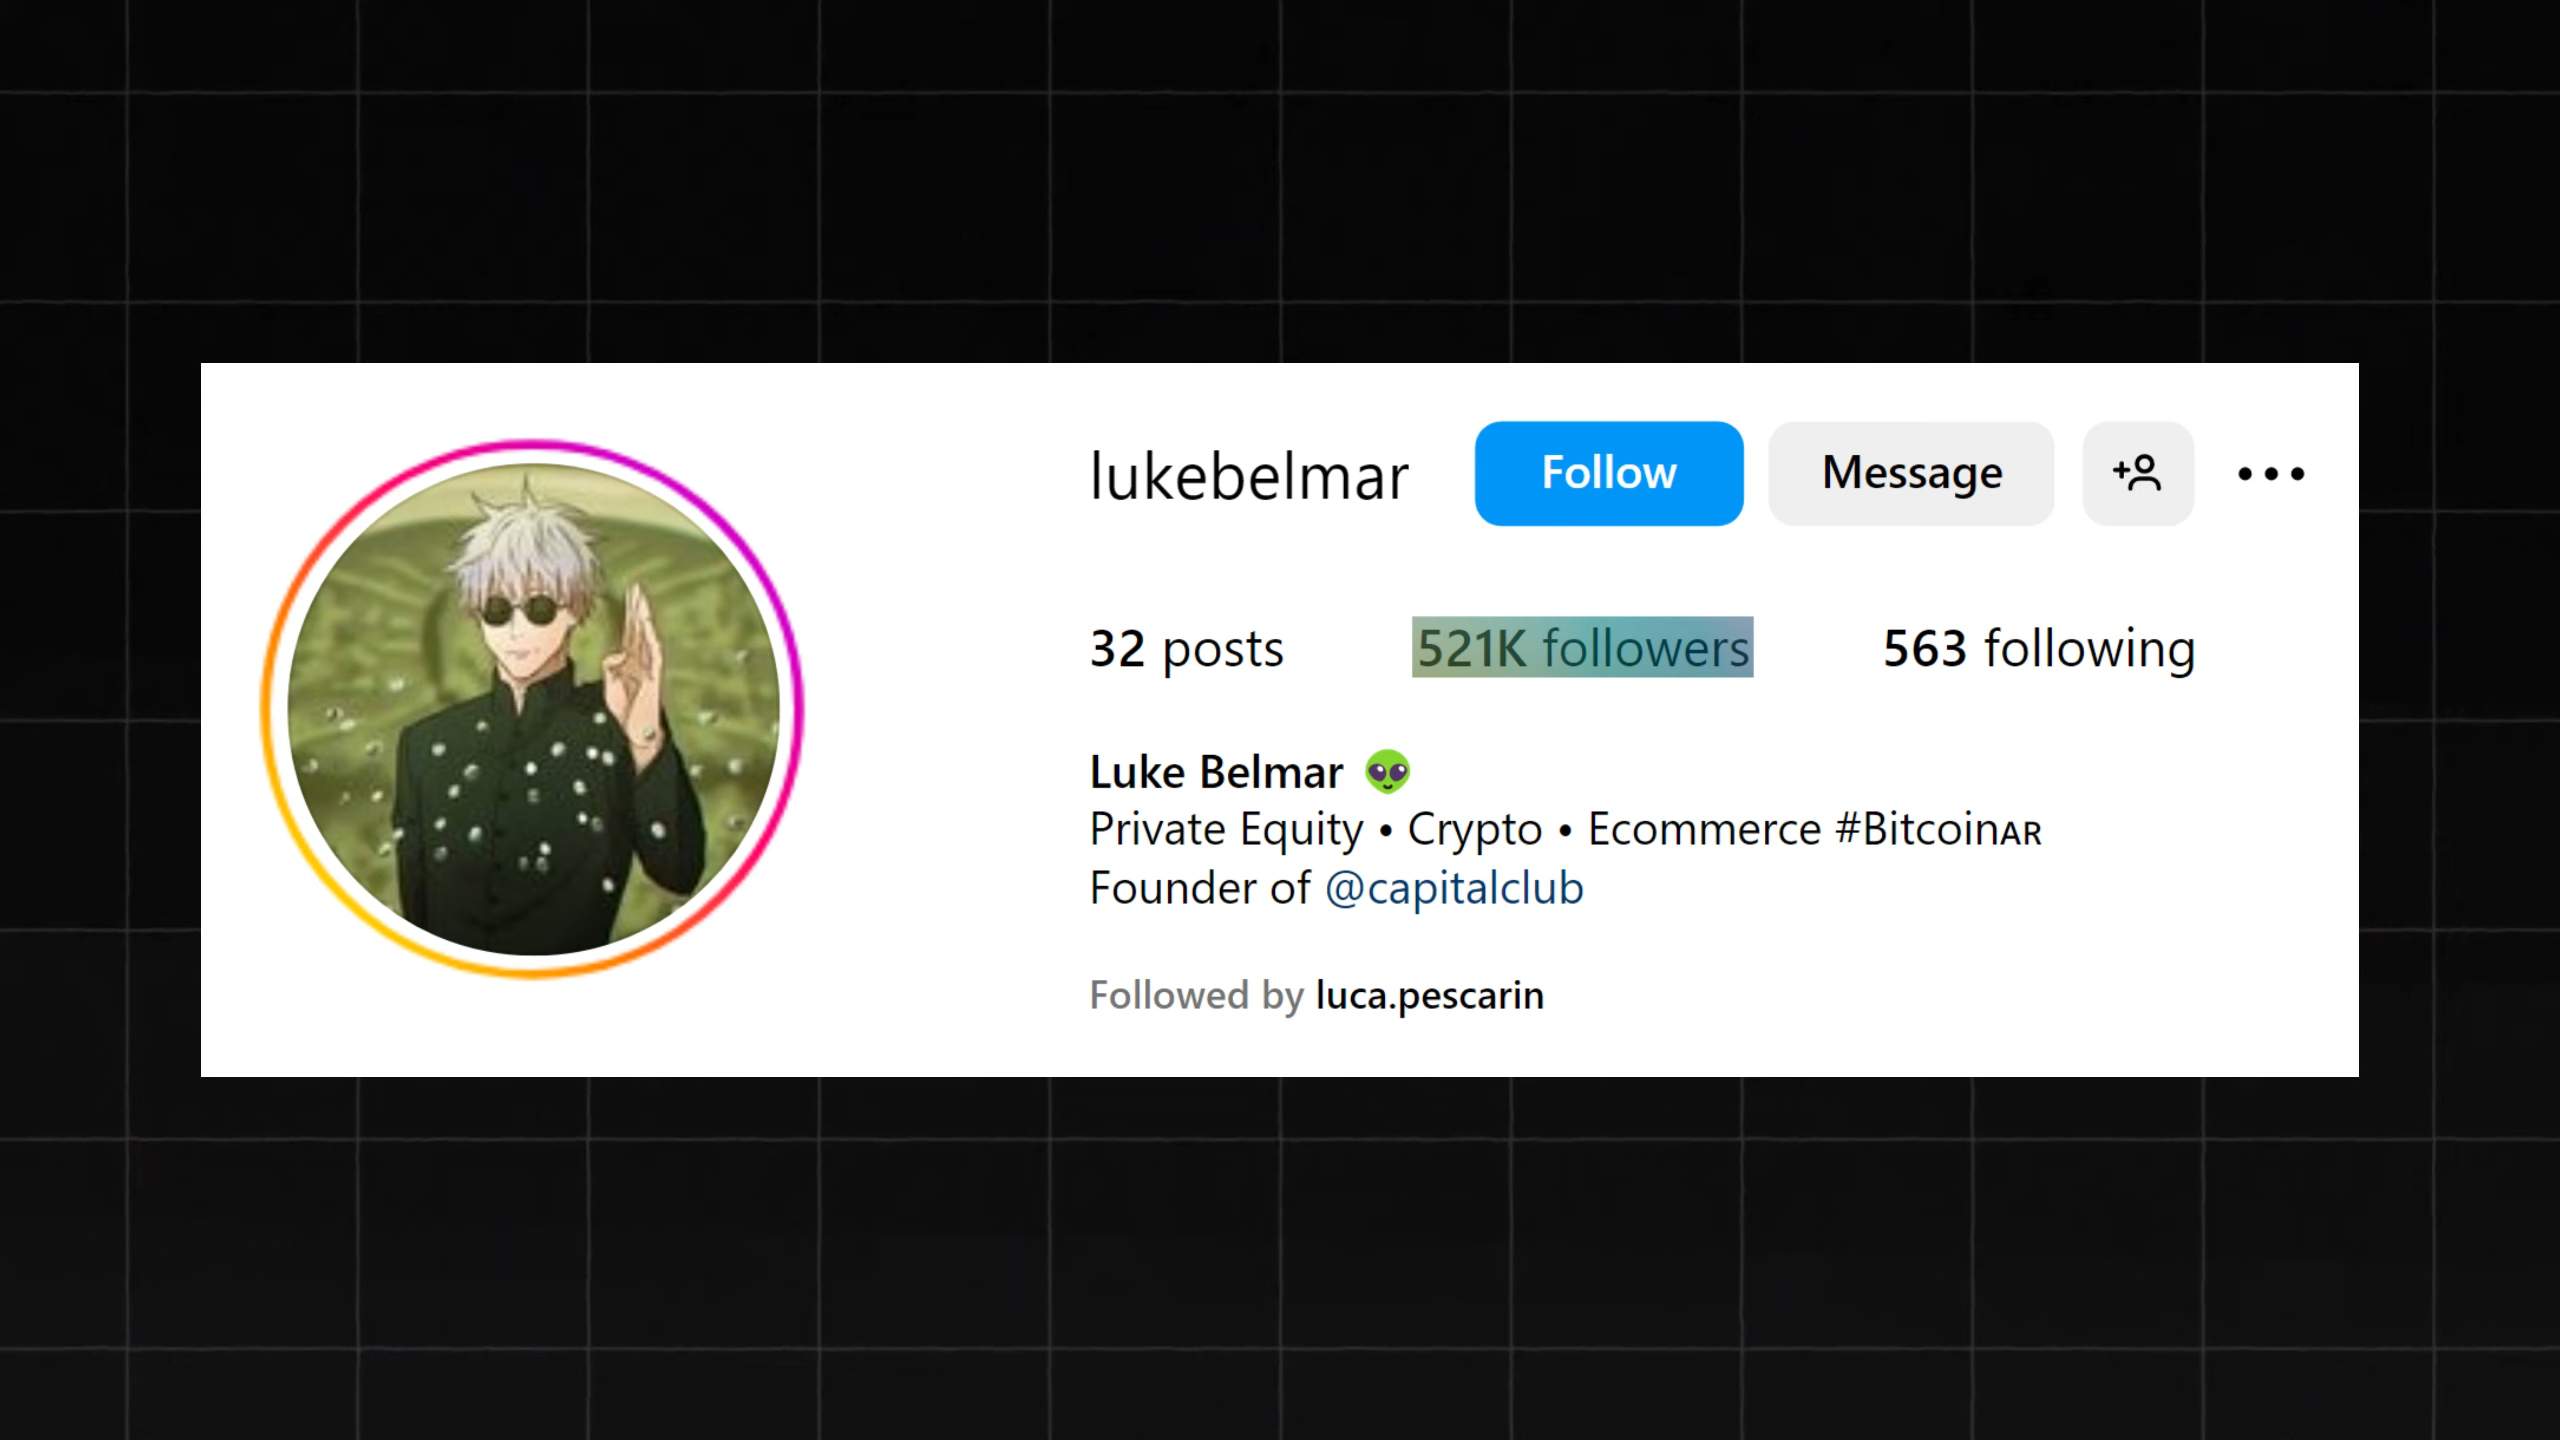 lukebelmar Follow Message
32 posts 521K followers 563 following
Luke Belmar 👽
Private Equity • Crypto • Ecommerce #Bitcoinᴀʀ
Founder of @capitalclub
Followed by luca.pescarin